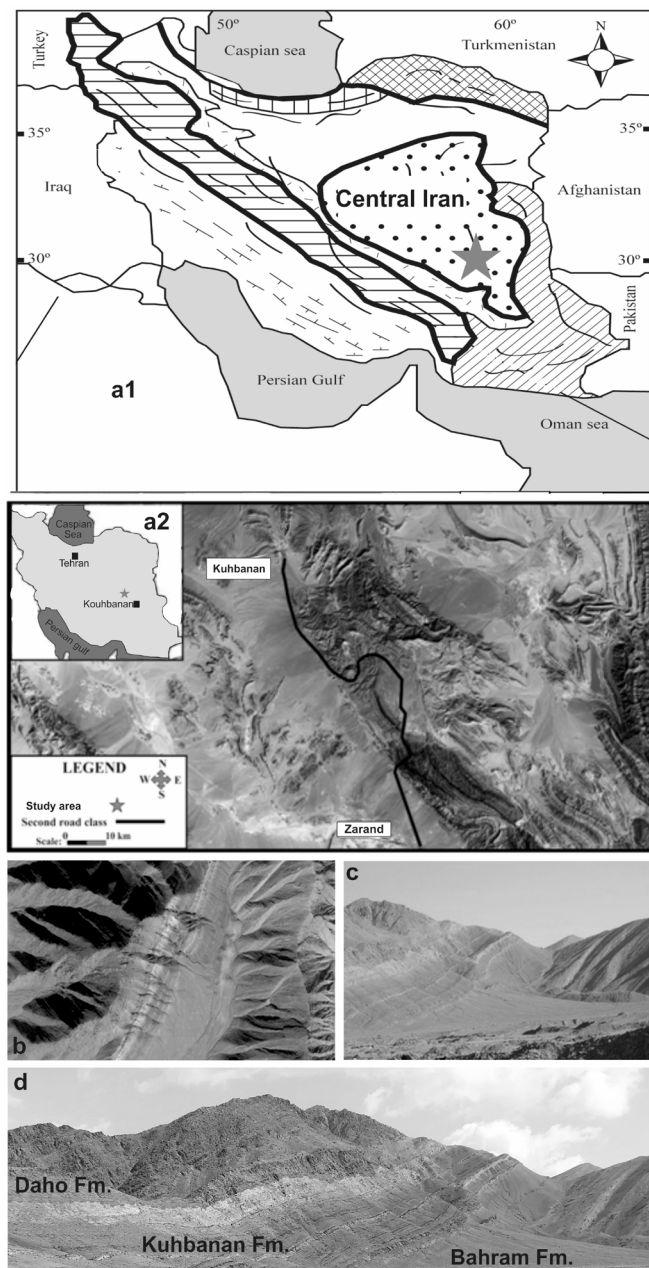 50º
60º
N
Turkey
Caspian sea
Turkmenistan
35º
35º
Iraq
Central Iran
Afghanistan
30º
30º
Pakistan
Persian Gulf
a1
Oman sea
a2
Caspian
Sea
Tehran
Kouhbanan
Persian gulf
Kuhbanan
LEGEND
N
W E
S
Study area
Second road class
Scale: 0 10 km
Zarand
b
c
d
Daho Fm.
Kuhbanan Fm.
Bahram Fm.